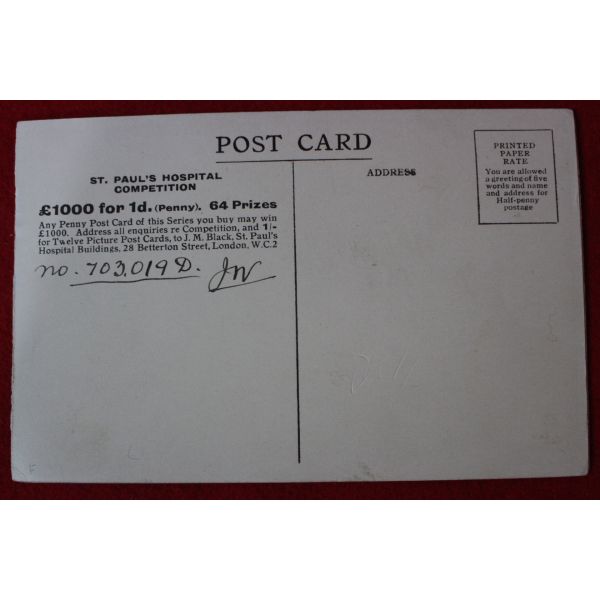 POST CARD
ST. PAUL'S HOSPITAL
COMPETITION
£1000 for 1d. (Penny). 64 Prizes
Any Penny Post Card of this Series you buy may win
£1000. Address all enquiries re Competition, and 1/-
for Twelve Picture Post Cards, to J. M. Black, St. Paul's
Hospital Buildings, 28 Betterton Street, London, W.C.2
no. 703,019 D. JW
ADDRESS
PRINTED
PAPER
RATE
You are allowed
a greeting of five
words and name
and address for
Half-penny
postage